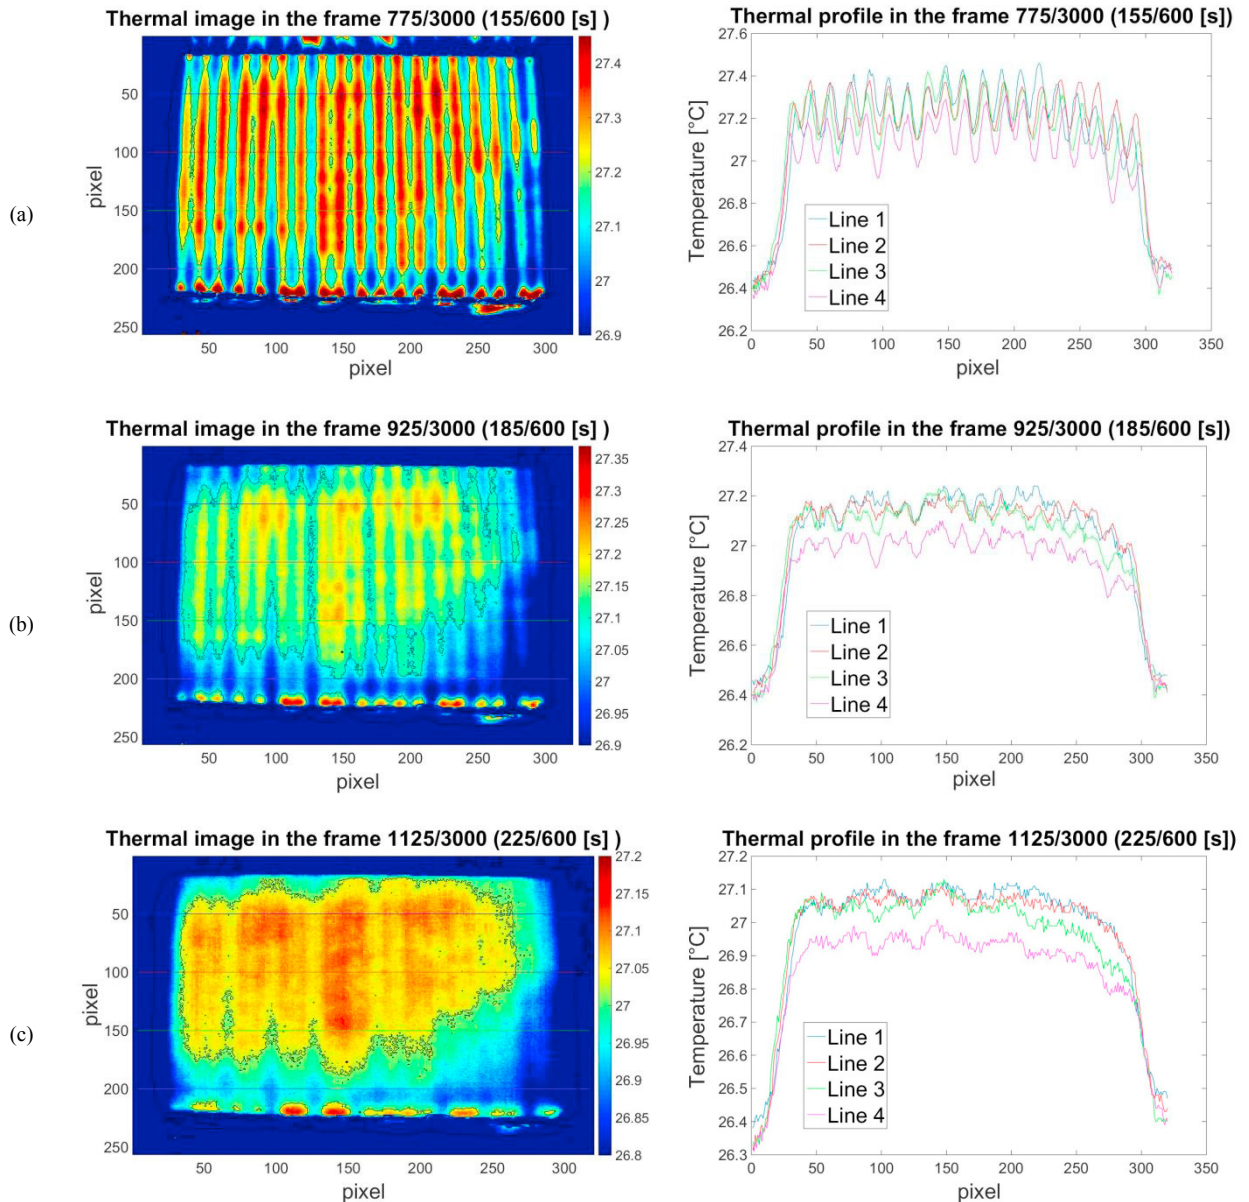 Thermal image in the frame 775/3000 (155/600 [s] )
50
100
150
200
250
pixel
50 100 150 200 250 300
pixel
27.4
27.3
27.2
27.1
27
26.9
(a)
Thermal profile in the frame 775/3000 (155/600 [s])
27.6
27.4
27.2
27
26.8
26.6
26.4
26.2
Temperature [°C]
Line 1
Line 2
Line 3
Line 4
0 50 100 150 200 250 300 350
pixel
Thermal image in the frame 925/3000 (185/600 [s] )
50
100
150
200
250
pixel
50 100 150 200 250 300
pixel
27.35
27.3
27.25
27.2
27.15
27.1
27.05
27
26.95
26.9
(b)
Thermal profile in the frame 925/3000 (185/600 [s])
27.4
27.2
27
26.8
26.6
26.4
26.2
Temperature [°C]
Line 1
Line 2
Line 3
Line 4
0 50 100 150 200 250 300 350
pixel
Thermal image in the frame 1125/3000 (225/600 [s] )
50
100
150
200
250
pixel
50 100 150 200 250 300
pixel
27.2
27.15
27.1
27.05
27
26.95
26.9
26.85
26.8
(c)
Thermal profile in the frame 1125/3000 (225/600 [s])
27.2
27.1
27
26.9
26.8
26.7
26.6
26.5
26.4
26.3
Temperature [°C]
Line 1
Line 2
Line 3
Line 4
0 50 100 150 200 250 300 350
pixel